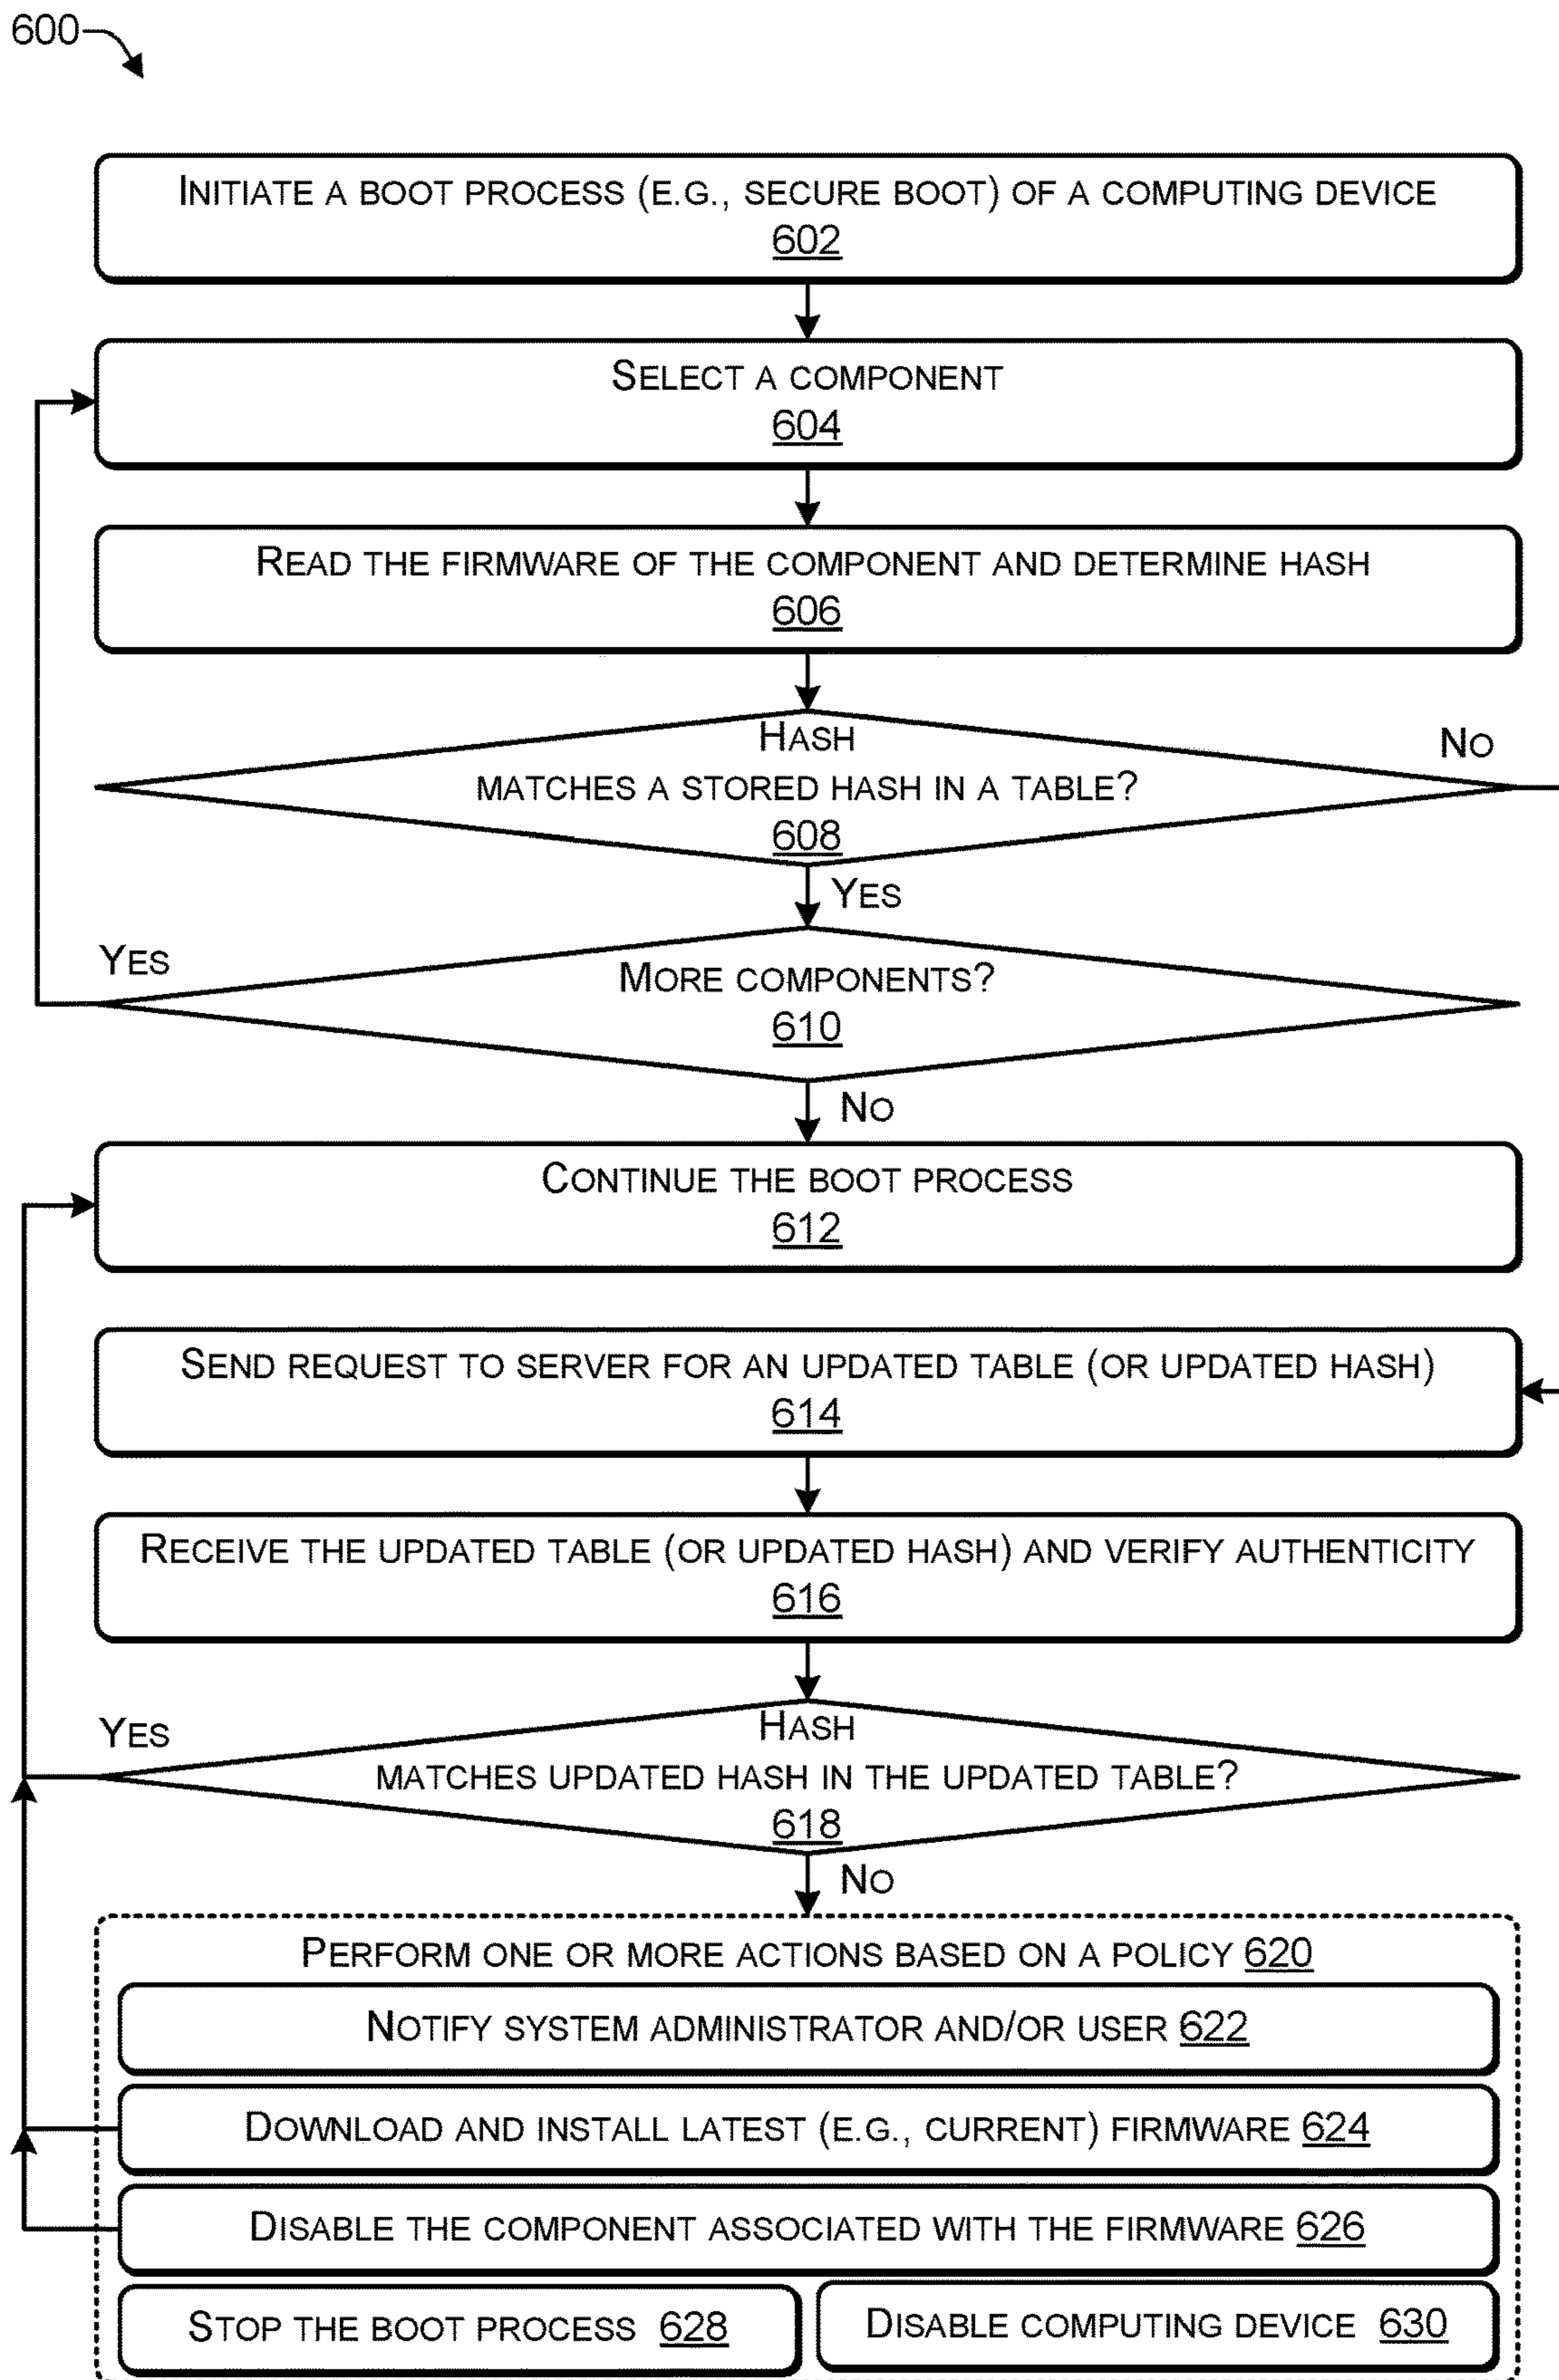 600
INITIATE A BOOT PROCESS (E.G., SECURE BOOT) OF A COMPUTING DEVICE
602
SELECT A COMPONENT
604
READ THE FIRMWARE OF THE COMPONENT AND DETERMINE HASH
606
HASH
MATCHES A STORED HASH IN A TABLE?
608
NO
YES
YES
MORE COMPONENTS?
610
NO
CONTINUE THE BOOT PROCESS
612
SEND REQUEST TO SERVER FOR AN UPDATED TABLE (OR UPDATED HASH)
614
RECEIVE THE UPDATED TABLE (OR UPDATED HASH) AND VERIFY AUTHENTICITY
616
YES
HASH
MATCHES UPDATED HASH IN THE UPDATED TABLE?
618
NO
PERFORM ONE OR MORE ACTIONS BASED ON A POLICY 620
NOTIFY SYSTEM ADMINISTRATOR AND/OR USER 622
DOWNLOAD AND INSTALL LATEST (E.G., CURRENT) FIRMWARE 624
DISABLE THE COMPONENT ASSOCIATED WITH THE FIRMWARE 626
STOP THE BOOT PROCESS 628
DISABLE COMPUTING DEVICE 630